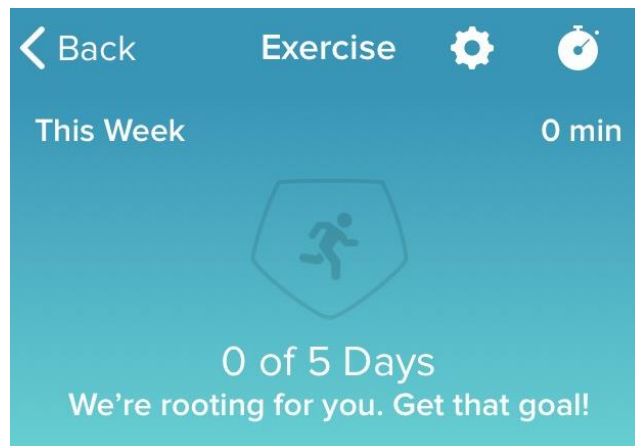 Back Exercise
This Week 0 min
0 of 5 Days
We're rooting for you. Get that goal!